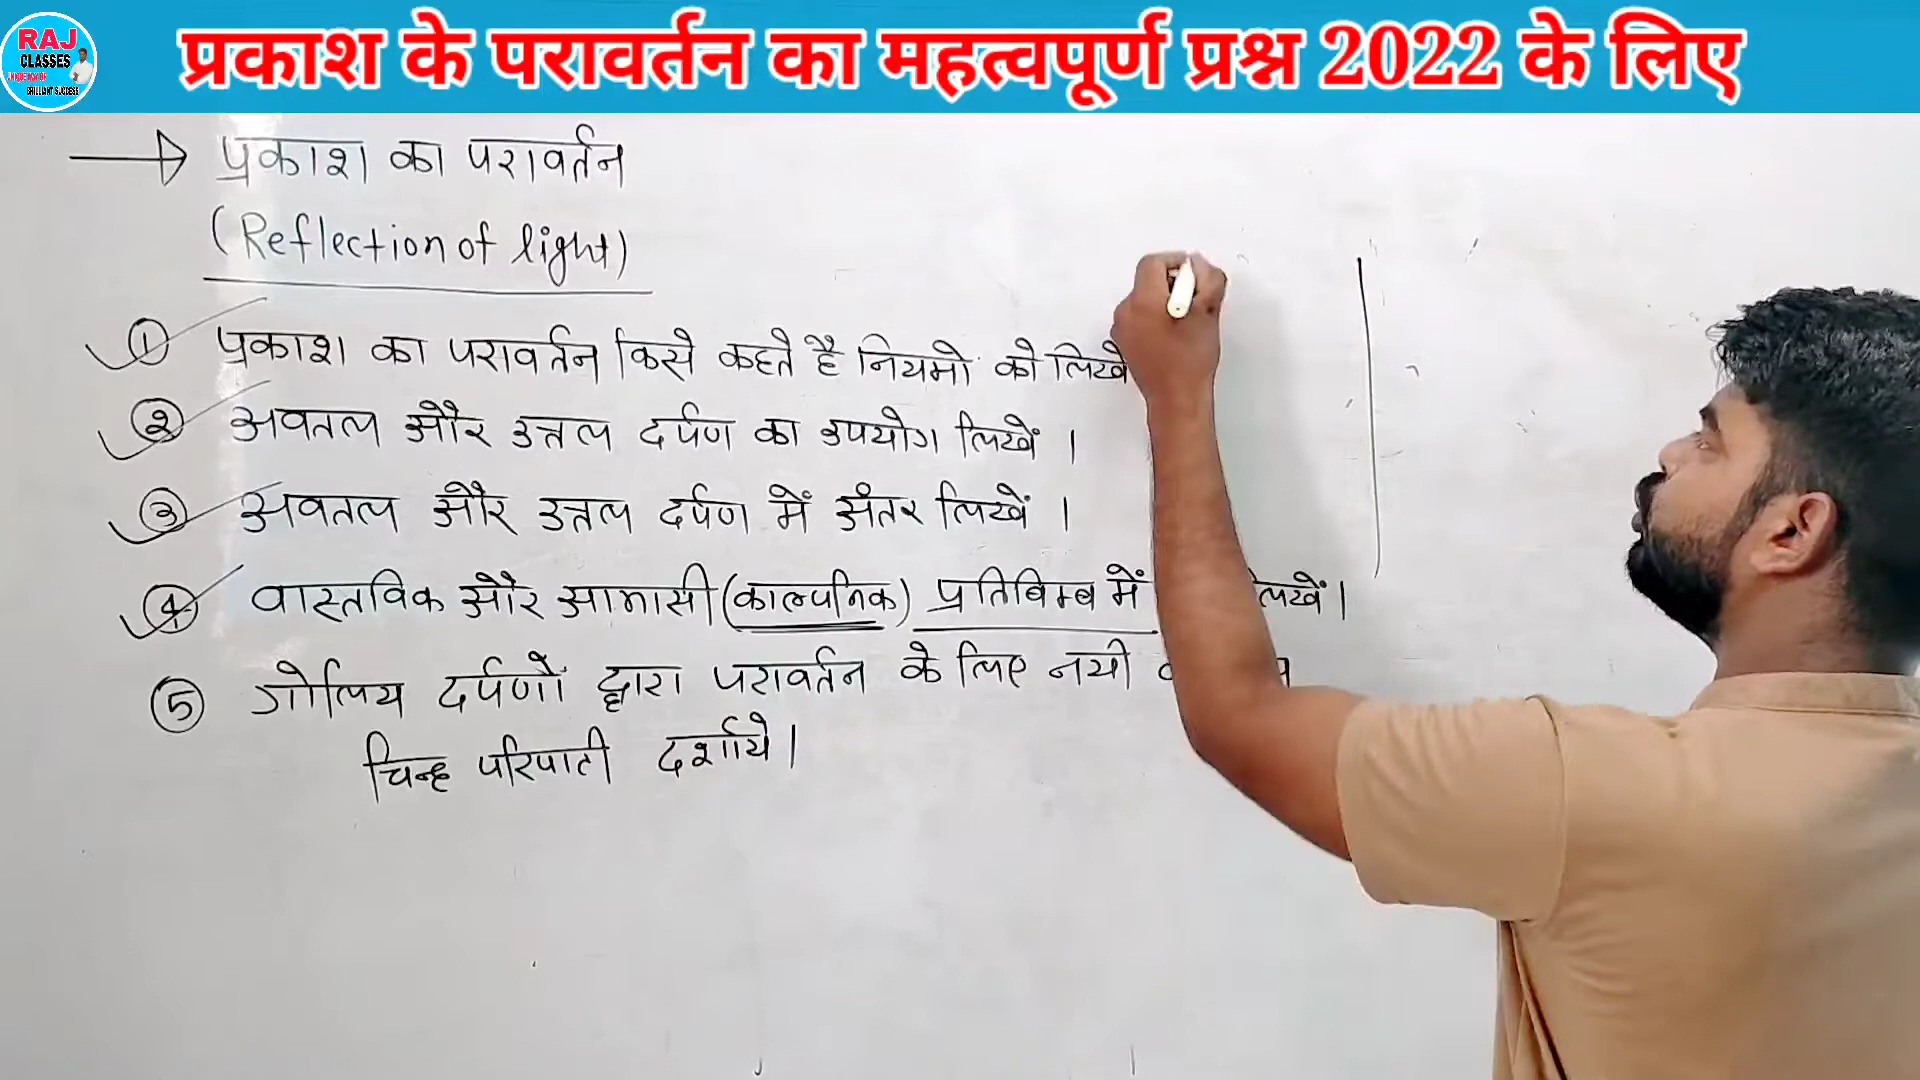 RAJ
CLASSES
BRILLIANT SUCCESS
प्रकाश के परावर्तन का महत्वपूर्ण प्रश्न 2022 के लिए
प्रकाश का परावर्तन
(Reflection of light)
① प्रकाश का परावर्तन किसे कहते है नियमो को लिखे
② अवतल और उत्तल दर्पण का उपयोग लिखें ।
③ अवतल और उत्तल दर्पण में अंतर लिखें ।
④ वास्तविक और आभासी (काल्पनिक) प्रतिबिम्ब में लिखें ।
⑤ गोलिय दर्पणों द्वारा परावर्तन के लिए नयी
चिन्ह परिपाटी दर्शाये ।